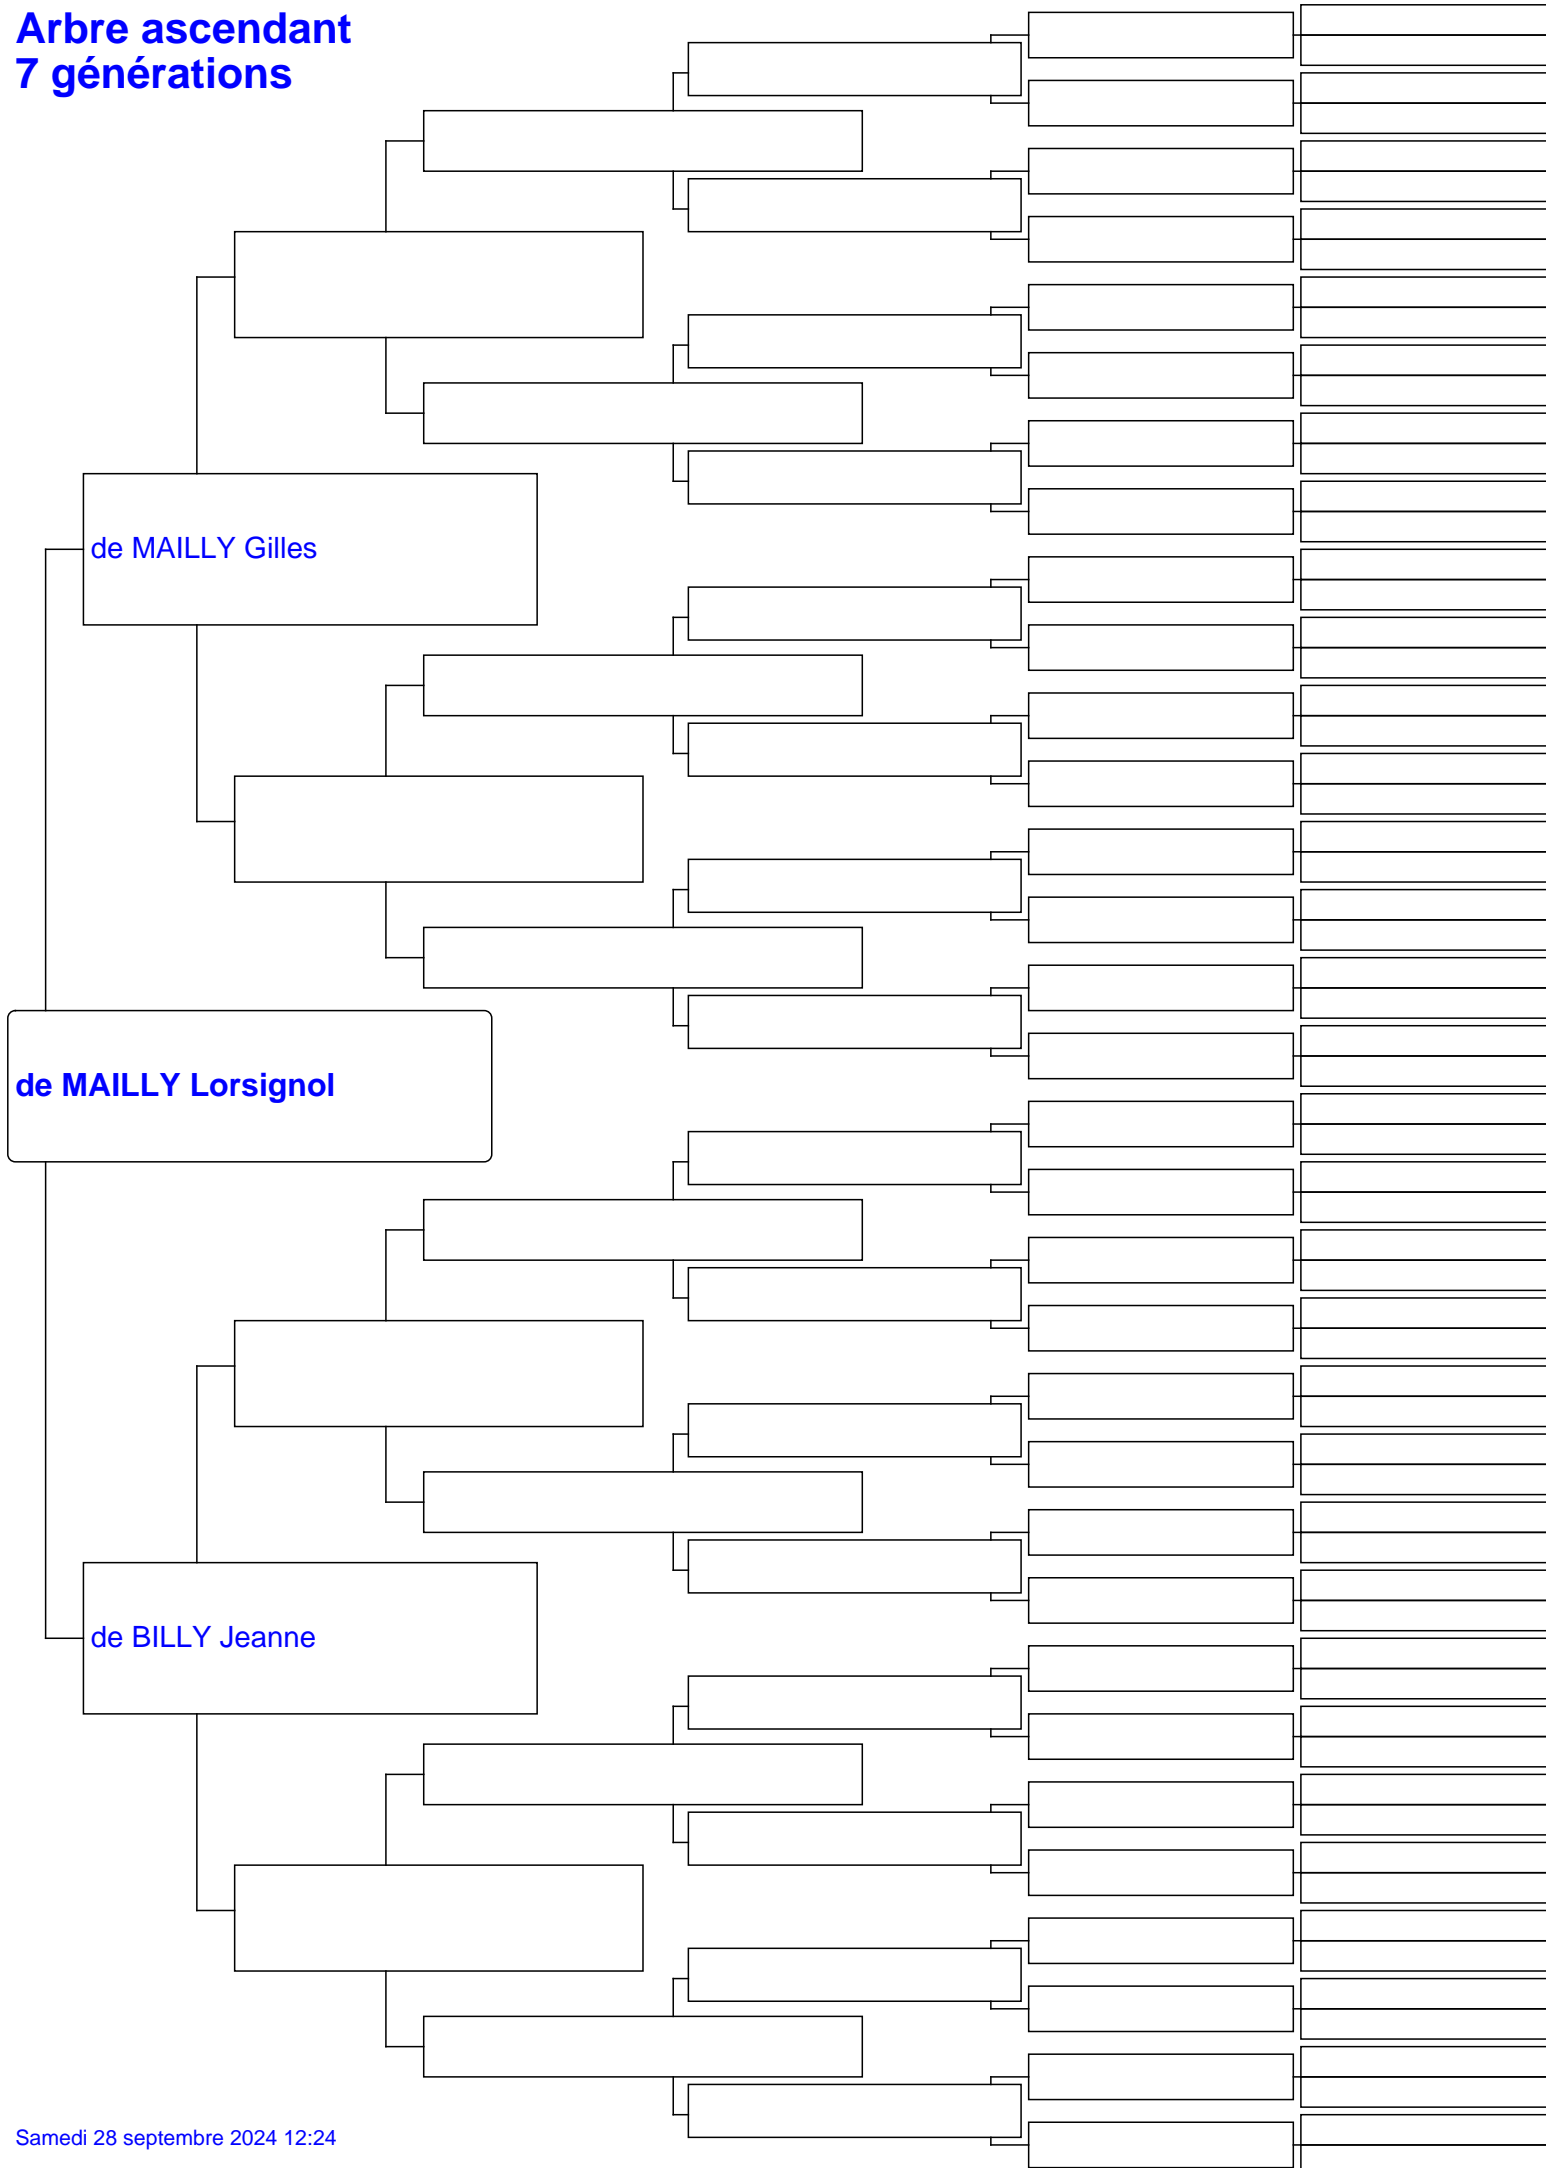 Arbre ascendant
7 générations
de MAILLY Gilles
de MAILLY Lorsignol
de BILLY Jeanne
Samedi 28 septembre 2024 12:24